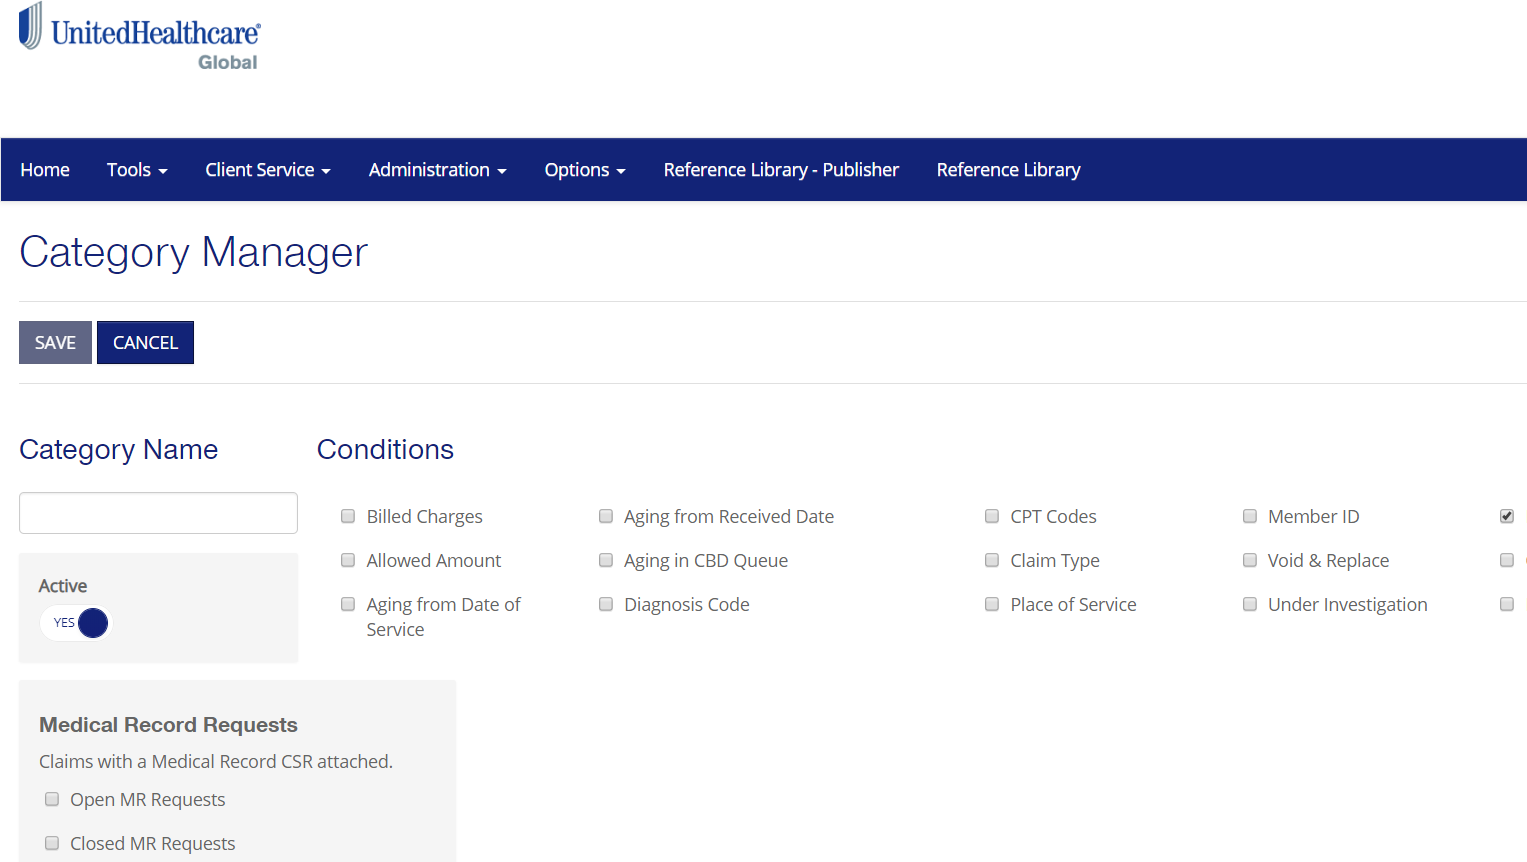 UnitedHealthcare®
Global
Home Tools Client Service Administration Options Reference Library - Publisher Reference Library
Category Manager
SAVE CANCEL
Category Name Conditions
Billed Charges Aging from Received Date CPT Codes Member ID
Allowed Amount Aging in CBD Queue Claim Type Void & Replace
Active
Aging from Date of Diagnosis Code Place of Service Under Investigation
Service
YES
Medical Record Requests
Claims with a Medical Record CSR attached.
Open MR Requests
Closed MR Requests